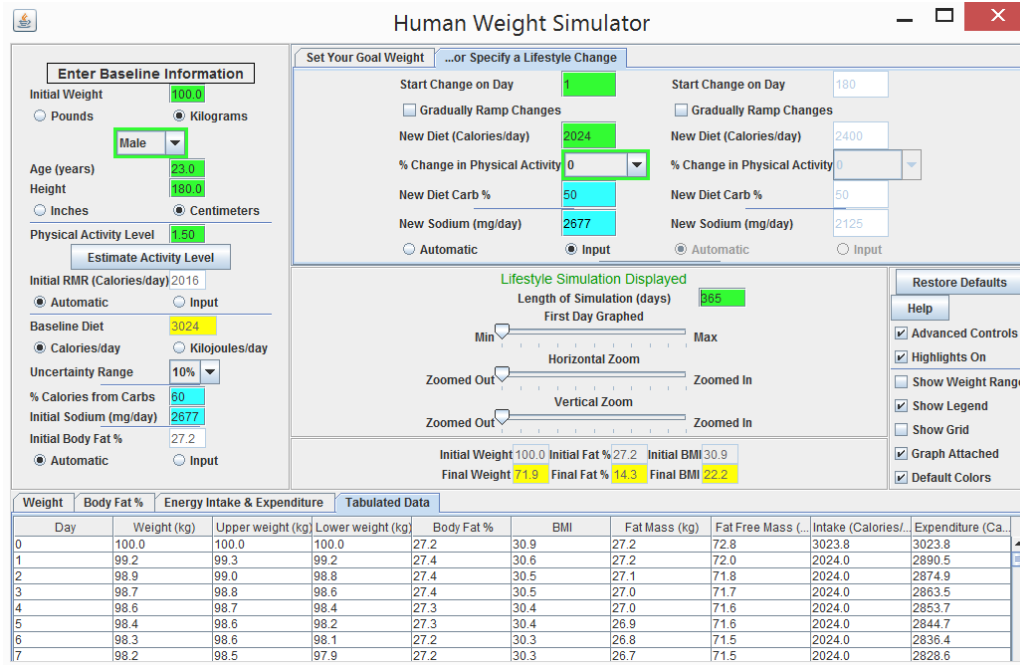 Human Weight Simulator
Enter Baseline Information
Initial Weight 100.0
Pounds Kilograms
Male
Age (years) 23.0
Height 180.0
Inches Centimeters
Physical Activity Level 1.50
Estimate Activity Level
Initial RMR (Calories/day) 2016
Automatic Input
Baseline Diet 3024
Calories/day Kilojoules/day
Uncertainty Range 10%
% Calories from Carbs 60
Initial Sodium (mg/day) 2677
Initial Body Fat % 27.2
Automatic Input
Set Your Goal Weight ...or Specify a Lifestyle Change
Start Change on Day 1
Gradually Ramp Changes
New Diet (Calories/day) 2024
% Change in Physical Activity 0
New Diet Carb % 50
New Sodium (mg/day) 2677
Automatic Input
Start Change on Day 180
Gradually Ramp Changes
New Diet (Calories/day) 2400
% Change in Physical Activity 0
New Diet Carb % 50
New Sodium (mg/day) 2125
Automatic Input
Lifestyle Simulation Displayed
Length of Simulation (days) 365
First Day Graphed
Min Max
Horizontal Zoom
Zoomed Out Zoomed In
Vertical Zoom
Zoomed Out Zoomed In
Initial Weight 100.0 Initial Fat % 27.2 Initial BMI 30.9
Final Weight 71.9 Final Fat % 14.3 Final BMI 22.2
Restore Defaults
Help
Advanced Controls
Highlights On
Show Weight Range
Show Legend
Show Grid
Graph Attached
Default Colors
Weight Body Fat % Energy Intake & Expenditure Tabulated Data
Day Weight (kg) Upper weight (kg) Lower weight (kg) Body Fat % BMI Fat Mass (kg) Fat Free Mass (... Intake (Calories/... Expenditure (Ca...
0 100.0 100.0 100.0 27.2 30.9 27.2 72.8 3023.8 3023.8
1 99.2 99.3 99.2 27.4 30.6 27.2 72.0 2024.0 2890.5
2 98.9 99.0 98.8 27.4 30.5 27.1 71.8 2024.0 2874.9
3 98.7 98.8 98.6 27.4 30.5 27.0 71.7 2024.0 2863.5
4 98.6 98.7 98.4 27.3 30.4 27.0 71.6 2024.0 2853.7
5 98.4 98.6 98.2 27.3 30.4 26.9 71.6 2024.0 2844.7
6 98.3 98.6 98.1 27.2 30.3 26.8 71.5 2024.0 2836.4
7 98.2 98.5 97.9 27.2 30.3 26.7 71.5 2024.0 2828.6